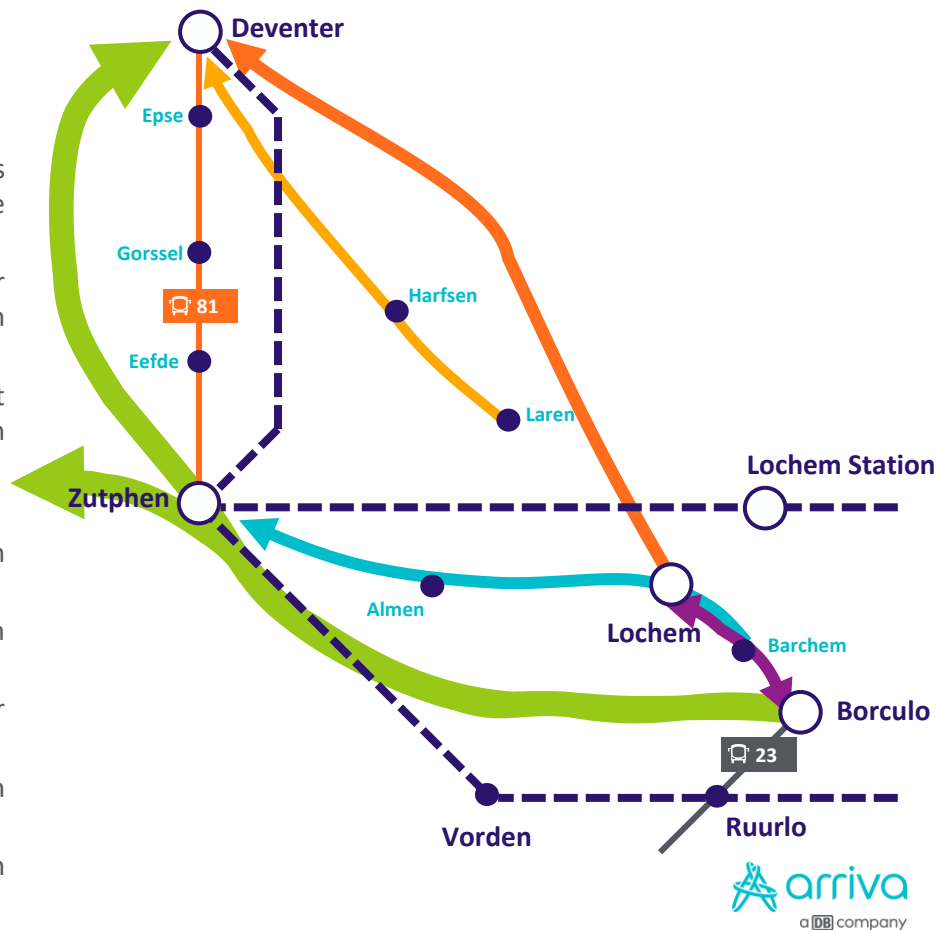 Deventer
Epse
s
e
Gorssel
r
Harfsen
81
n
Eefde
t
Laren
n
Lochem Station
Zutphen
n
Almen
Lochem
n
Barchem
r
Borculo
23
n
Vorden
Ruurlo
n
arriva
a DB company